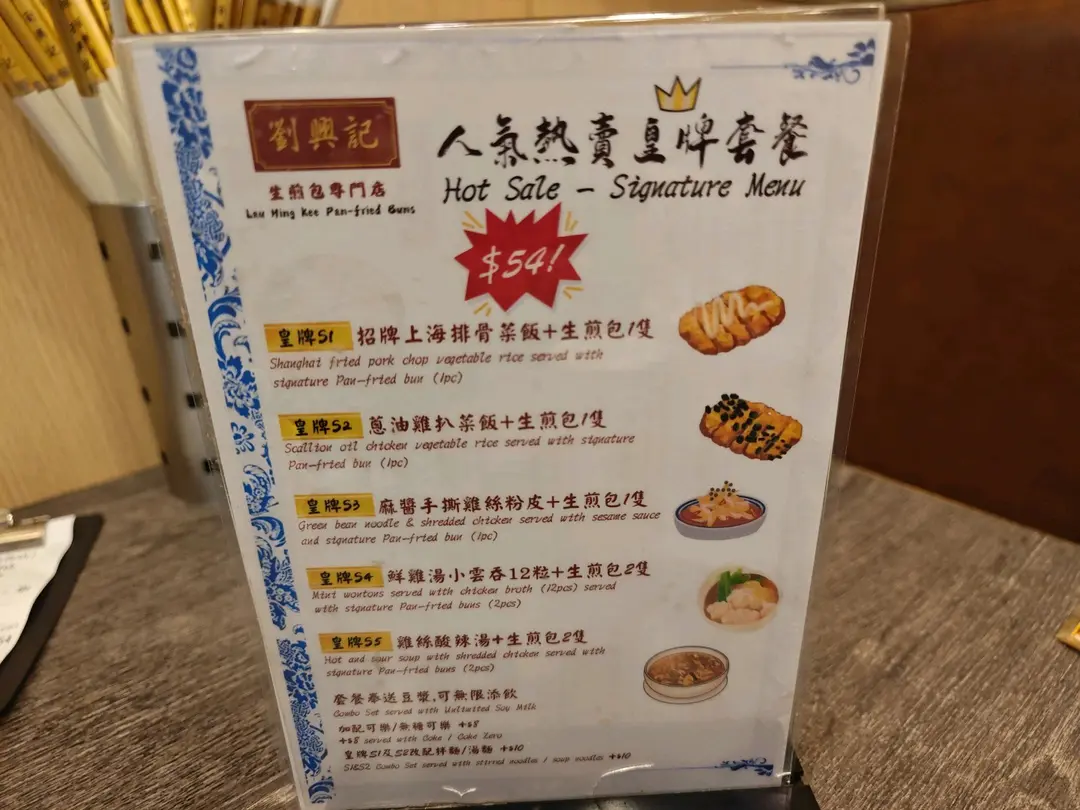 劉興記
生煎包專門店
Lau Hing Kee Pan-fried Buns
人氣熱賣皇牌套餐
Hot Sale - Signature Menu
$54!
皇牌S1 招牌上海排骨菜飯+生煎包1隻
Shanghai fried pork chop vegetable rice served with
signature Pan-fried bun (1pc)
皇牌S2 蔥油雞扒菜飯+生煎包1隻
Scallion oil chicken vegetable rice served with signature
Pan-fried bun (1pc)
皇牌S3 麻醬手撕雞絲粉皮+生煎包1隻
Green bean noodle & shredded chicken served with sesame sauce
and signature Pan-fried bun (1pc)
皇牌S4 鮮雞湯小雲吞12粒+生煎包2隻
Mini wontons served with chicken broth (12pcs) served
with signature Pan-fried buns (2pcs)
皇牌S5 雞絲酸辣湯+生煎包2隻
Hot and sour soup with shredded chicken served with
signature Pan-fried buns (2pcs)
套餐奉送豆漿,可無限添飲
Combo Set served with Unlimited Soy Milk
加配可樂/無糖可樂 +$8
+$8 served with Coke / Coke Zero
皇牌S1及S2改配拌麵/湯麵 +$10
S1&S2 Combo Set served with stirred noodles / soup noodles +$10